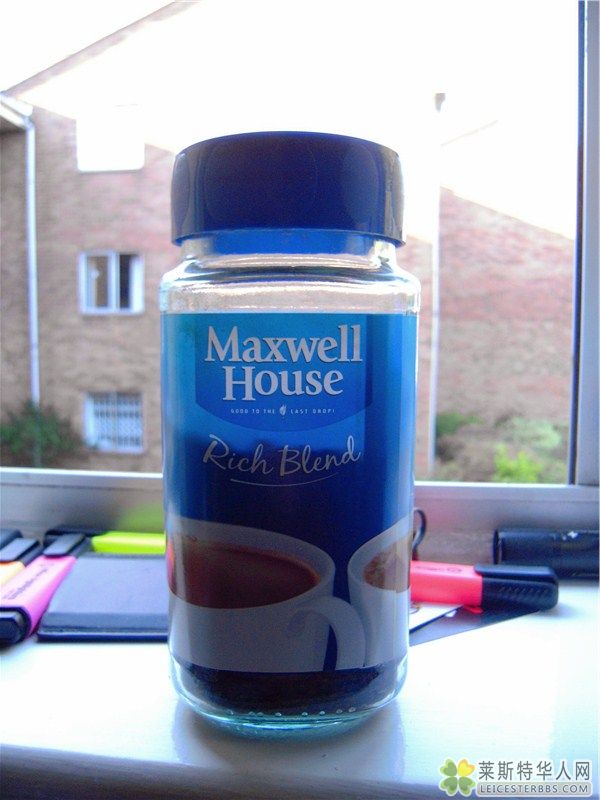 Maxwell
House
GOOD TO THE LAST DROP!
Rich Blend
莱斯特华人网
LEICESTERBBS.COM